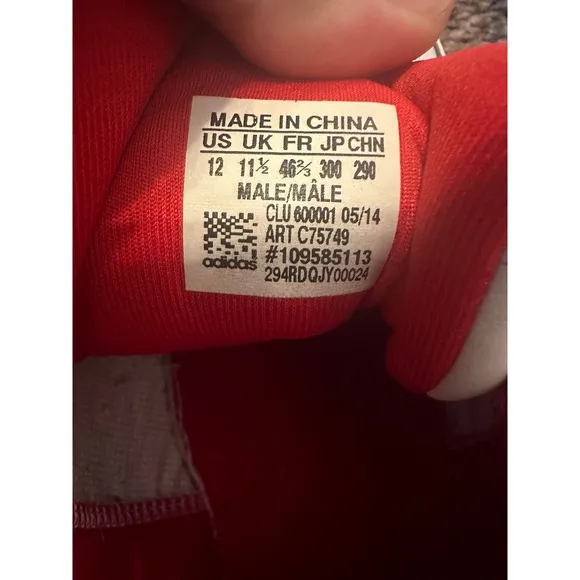 MADE IN CHINA
US UK FR JP CHN
12 11½ 46⅔ 300 290
MALE/MÂLE
CLU 600001 05/14
ART C75749
#109585113
adidas 294RDQJY00024